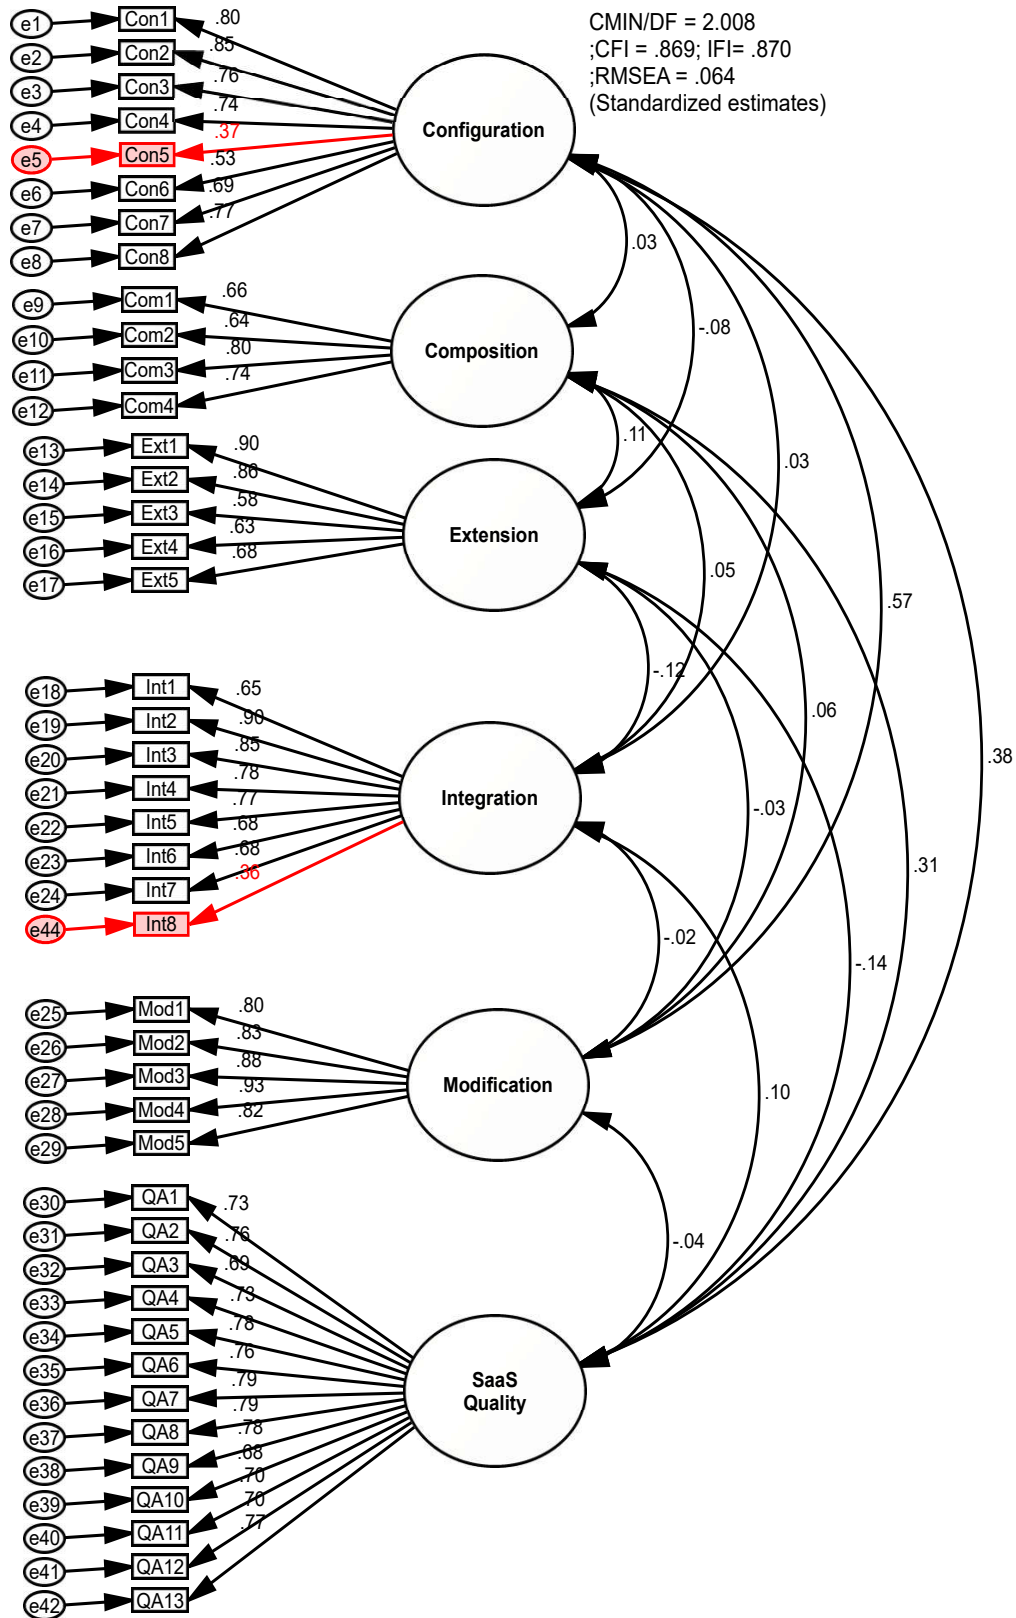 CMIN/DF = 2.008
;CFI = .869; IFI= .870
;RMSEA = .064
(Standardized estimates)
e1 Con1 .80
e2 Con2 .85
e3 Con3 .76
e4 Con4 .74
e5 Con5 .37
e6 Con6 .53
e7 Con7 .69
e8 Con8 .77
Configuration
e9 Com1 .66
e10 Com2 .64
e11 Com3 .80
e12 Com4 .74
Composition
e13 Ext1 .90
e14 Ext2 .86
e15 Ext3 .58
e16 Ext4 .63
e17 Ext5 .68
Extension
e18 Int1 .65
e19 Int2 .90
e20 Int3 .85
e21 Int4 .78
e22 Int5 .77
e23 Int6 .68
e24 Int7 .68
e44 Int8 .36
Integration
e25 Mod1 .80
e26 Mod2 .83
e27 Mod3 .88
e28 Mod4 .93
e29 Mod5 .82
Modification
e30 QA1 .73
e31 QA2 .76
e32 QA3 .69
e33 QA4 .73
e34 QA5 .78
e35 QA6 .76
e36 QA7 .79
e37 QA8 .79
e38 QA9 .78
e39 QA10 .68
e40 QA11 .70
e41 QA12 .70
e42 QA13 .77
SaaS
Quality
.03
-.08
.11
.03
.05
.57
-.12
.06
.38
-.03
.31
-.02
-.14
.10
-.04